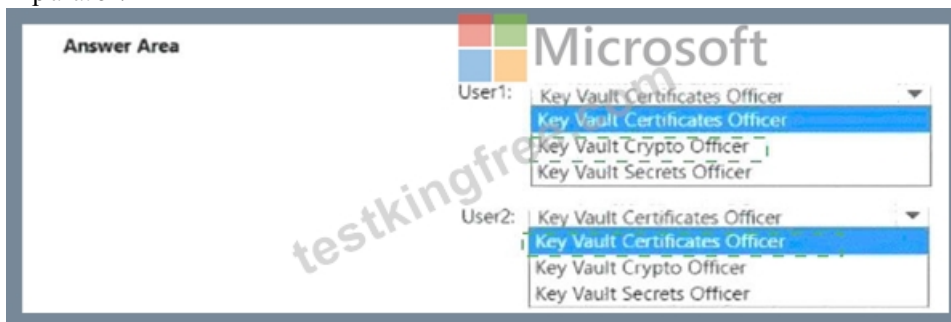 Answer Area
Microsoft
User1:
Key Vault Certificates Officer
Key Vault Certificates Officer
Key Vault Crypto Officer
Key Vault Secrets Officer
testkingfree.com
User2:
Key Vault Certificates Officer
Key Vault Certificates Officer
Key Vault Crypto Officer
Key Vault Secrets Officer